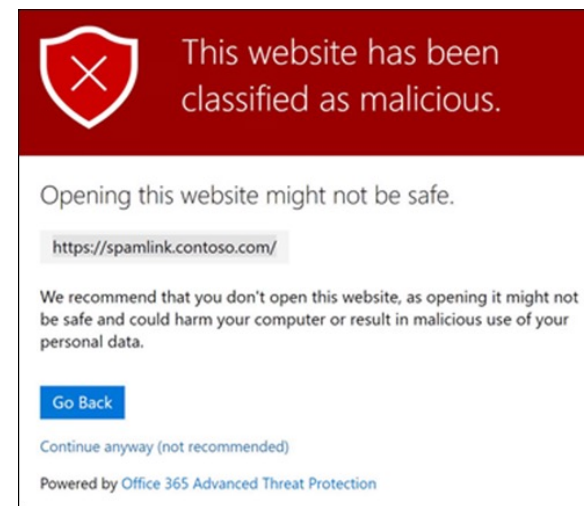 This website has been
classified as malicious.
Opening this website might not be safe.
https://spamlink.contoso.com/
We recommend that you don't open this website, as opening it might not
be safe and could harm your computer or result in malicious use of your
personal data.
Go Back
Continue anyway (not recommended)
Powered by Office 365 Advanced Threat Protection